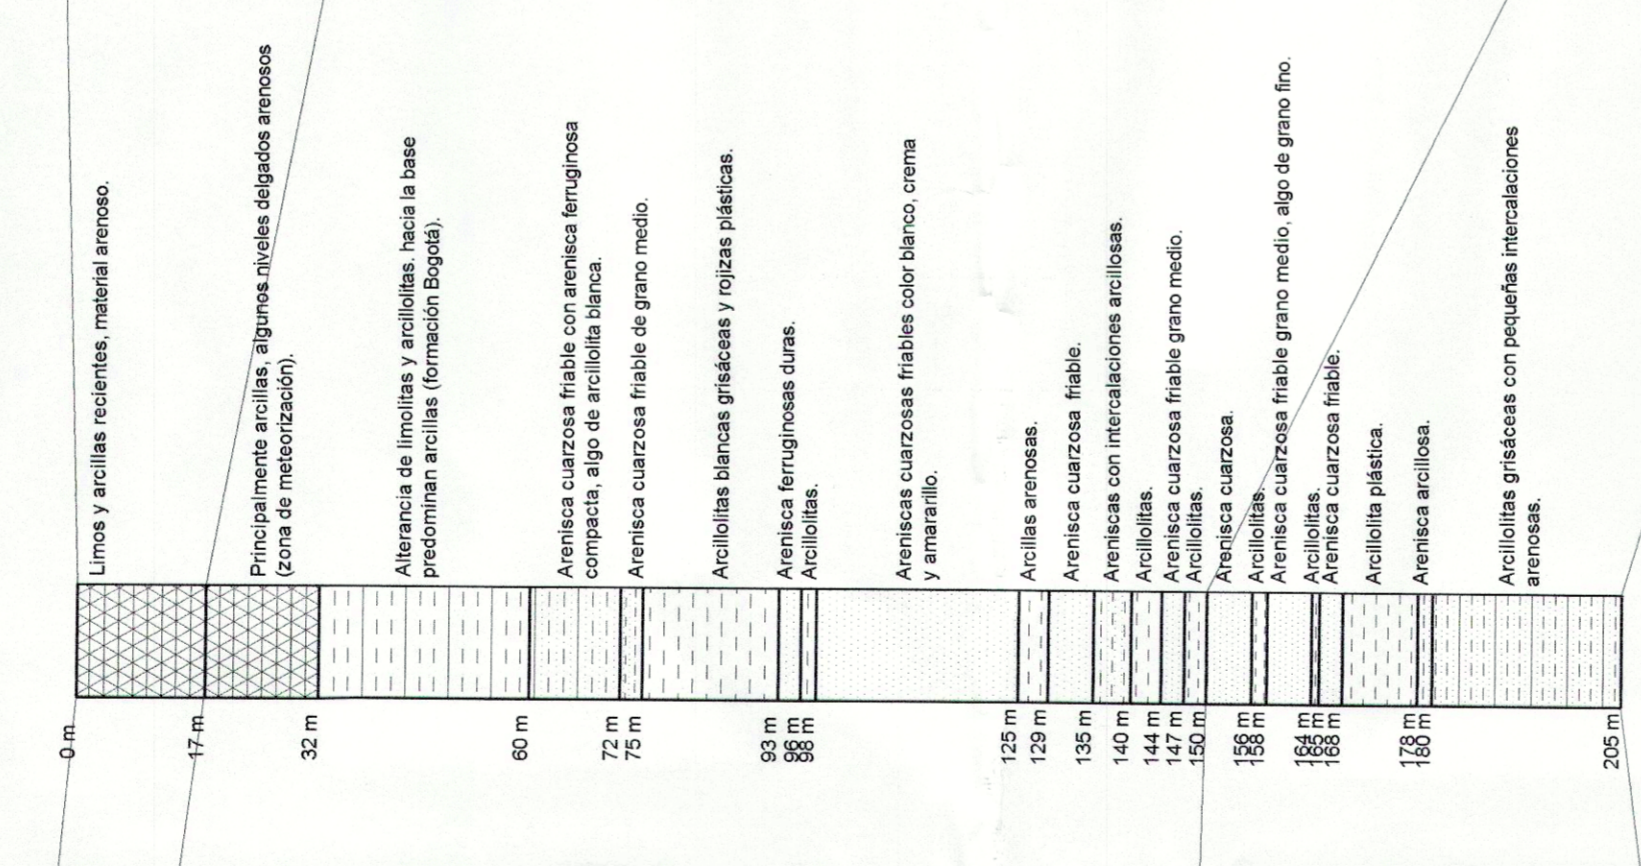 0 m
Limos y arcillas recientes, material arenoso.
17 m
Principalmente arcillas, algunos niveles delgados arenosos
(zona de meteorización).
32 m
Alterancia de limolitas y arcillolitas. hacia la base
predominan arcillas (formación Bogotá).
60 m
Arenisca cuarzosa friable con arenisca ferruginosa
compacta, algo de arcillolita blanca.
72 m
Arenisca cuarzosa friable de grano medio.
75 m
Arcillolitas blancas grisáceas y rojizas plásticas.
93 m
Arenisca ferruginosas duras.
96 m
Arcillolitas.
98 m
Areniscas cuarzosas friables color blanco, crema
y amararillo.
125 m
Arcillas arenosas.
129 m
Arenisca cuarzosa friable.
135 m
Areniscas con intercalaciones arcillosas.
140 m
Arcillolitas.
144 m
Arenisca cuarzosa friable grano medio.
147 m
Arcillolitas.
150 m
Arenisca cuarzosa.
156 m
Arcillolitas.
158 m
Arenisca cuarzosa friable grano medio, algo de grano fino.
164 m
Arcillolitas.
165 m
Arenisca cuarzosa friable.
168 m
Arcillolita plástica.
178 m
Arenisca arcillosa.
180 m
Arcillolitas grisáceas con pequeñas intercalaciones
arenosas.
205 m